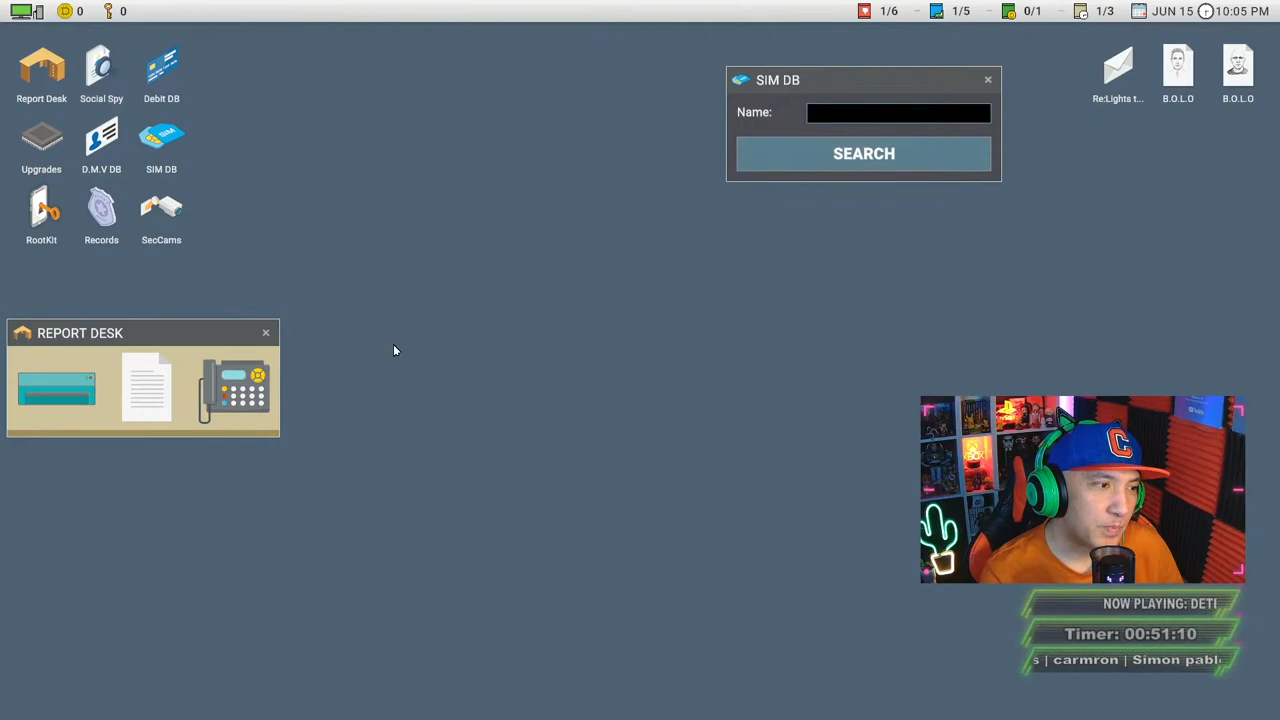 0 0 1/6 1/5 0/1 1/3 JUN 15 10:05 PM
Report Desk Social Spy Debit DB
Upgrades D.M.V DB SIM DB
RootKit Records SecCams
SIM DB
Name:
SEARCH
Re:Lights t... B.O.L.O B.O.L.O
REPORT DESK
NOW PLAYING: DETI
Timer: 00:51:10
s | carmron | Simon pabl